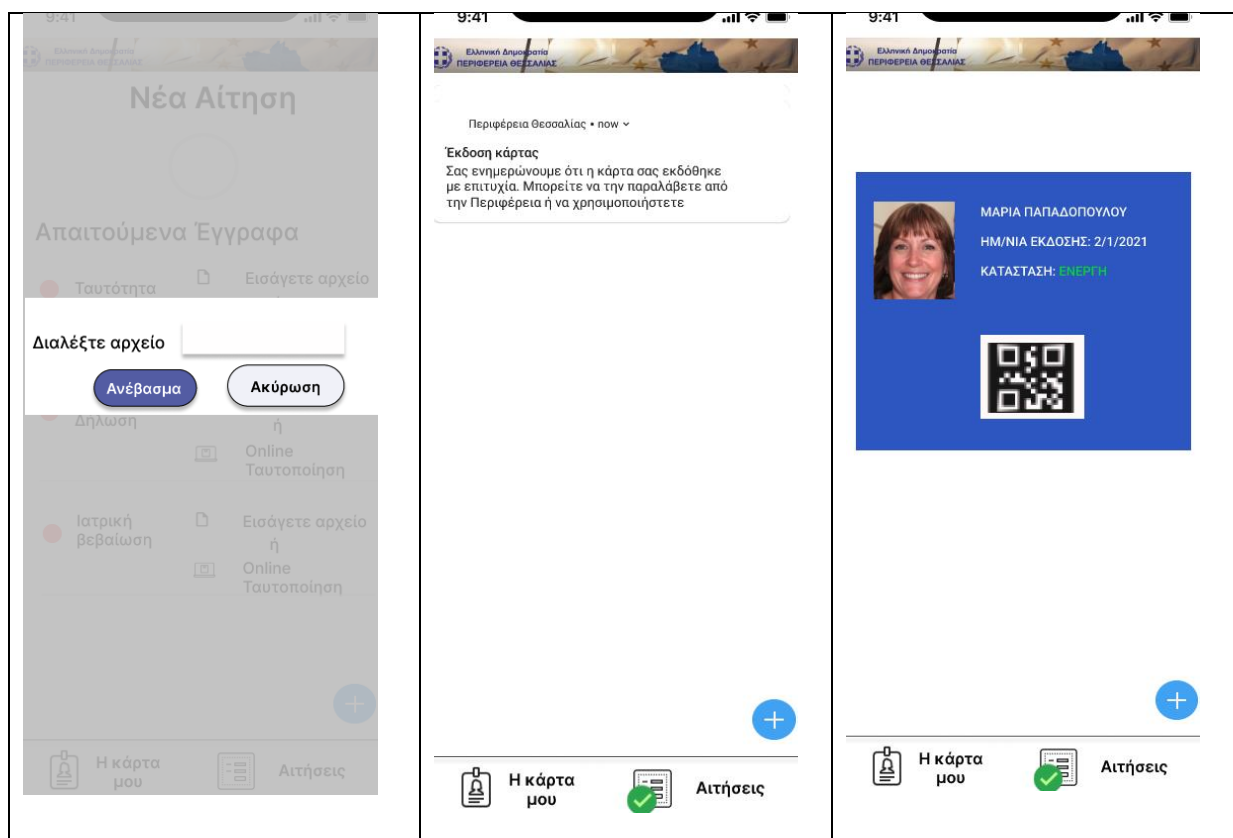 9:41
Ελληνική Δημοκρατία
ΠΕΡΙΦΕΡΕΙΑ ΘΕΣΣΑΛΙΑΣ
Νέα Αίτηση
Απαιτούμενα Έγγραφα
Ταυτότητα
Εισάγετε αρχείο
Διαλέξτε αρχείο
Ανέβασμα
Ακύρωση
Δήλωση
ή
Online
Ταυτοποίηση
Ιατρική
βεβαίωση
Εισάγετε αρχείο
ή
Online
Ταυτοποίηση
Η κάρτα
μου
Αιτήσεις
9:41
Ελληνική Δημοκρατία
ΠΕΡΙΦΕΡΕΙΑ ΘΕΣΣΑΛΙΑΣ
Περιφέρεια Θεσσαλίας • now
Έκδοση κάρτας
Σας ενημερώνουμε ότι η κάρτα σας εκδόθηκε
με επιτυχία. Μπορείτε να την παραλάβετε από
την Περιφέρεια ή να χρησιμοποιήστετε
Η κάρτα
μου
Αιτήσεις
9:41
Ελληνική Δημοκρατία
ΠΕΡΙΦΕΡΕΙΑ ΘΕΣΣΑΛΙΑΣ
ΜΑΡΙΑ ΠΑΠΑΔΟΠΟΥΛΟΥ
ΗΜ/ΝΙΑ ΕΚΔΟΣΗΣ: 2/1/2021
ΚΑΤΑΣΤΑΣΗ: ΕΝΕΡΓΗ
Η κάρτα
μου
Αιτήσεις